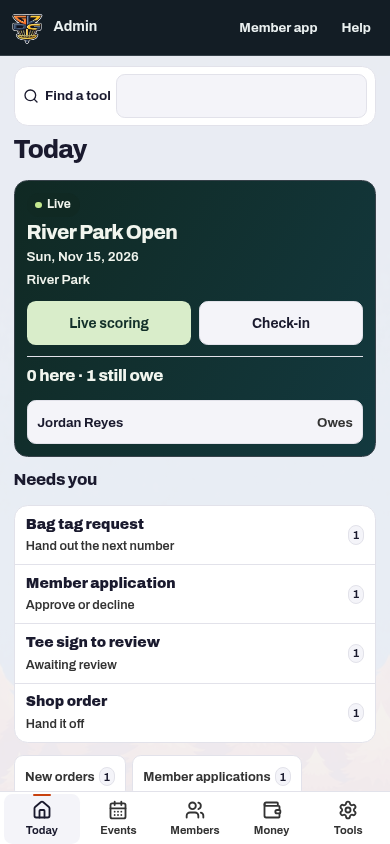 Admin
Member app
Help
Find a tool
Today
Live
River Park Open
Sun, Nov 15, 2026
River Park
Live scoring
Check-in
0 here · 1 still owe
Jordan Reyes
Owes
Needs you
Bag tag request
Hand out the next number
1
Member application
Approve or decline
1
Tee sign to review
Awaiting review
1
Shop order
Hand it off
1
New orders 1
Member applications 1
Today
Events
Members
Money
Tools